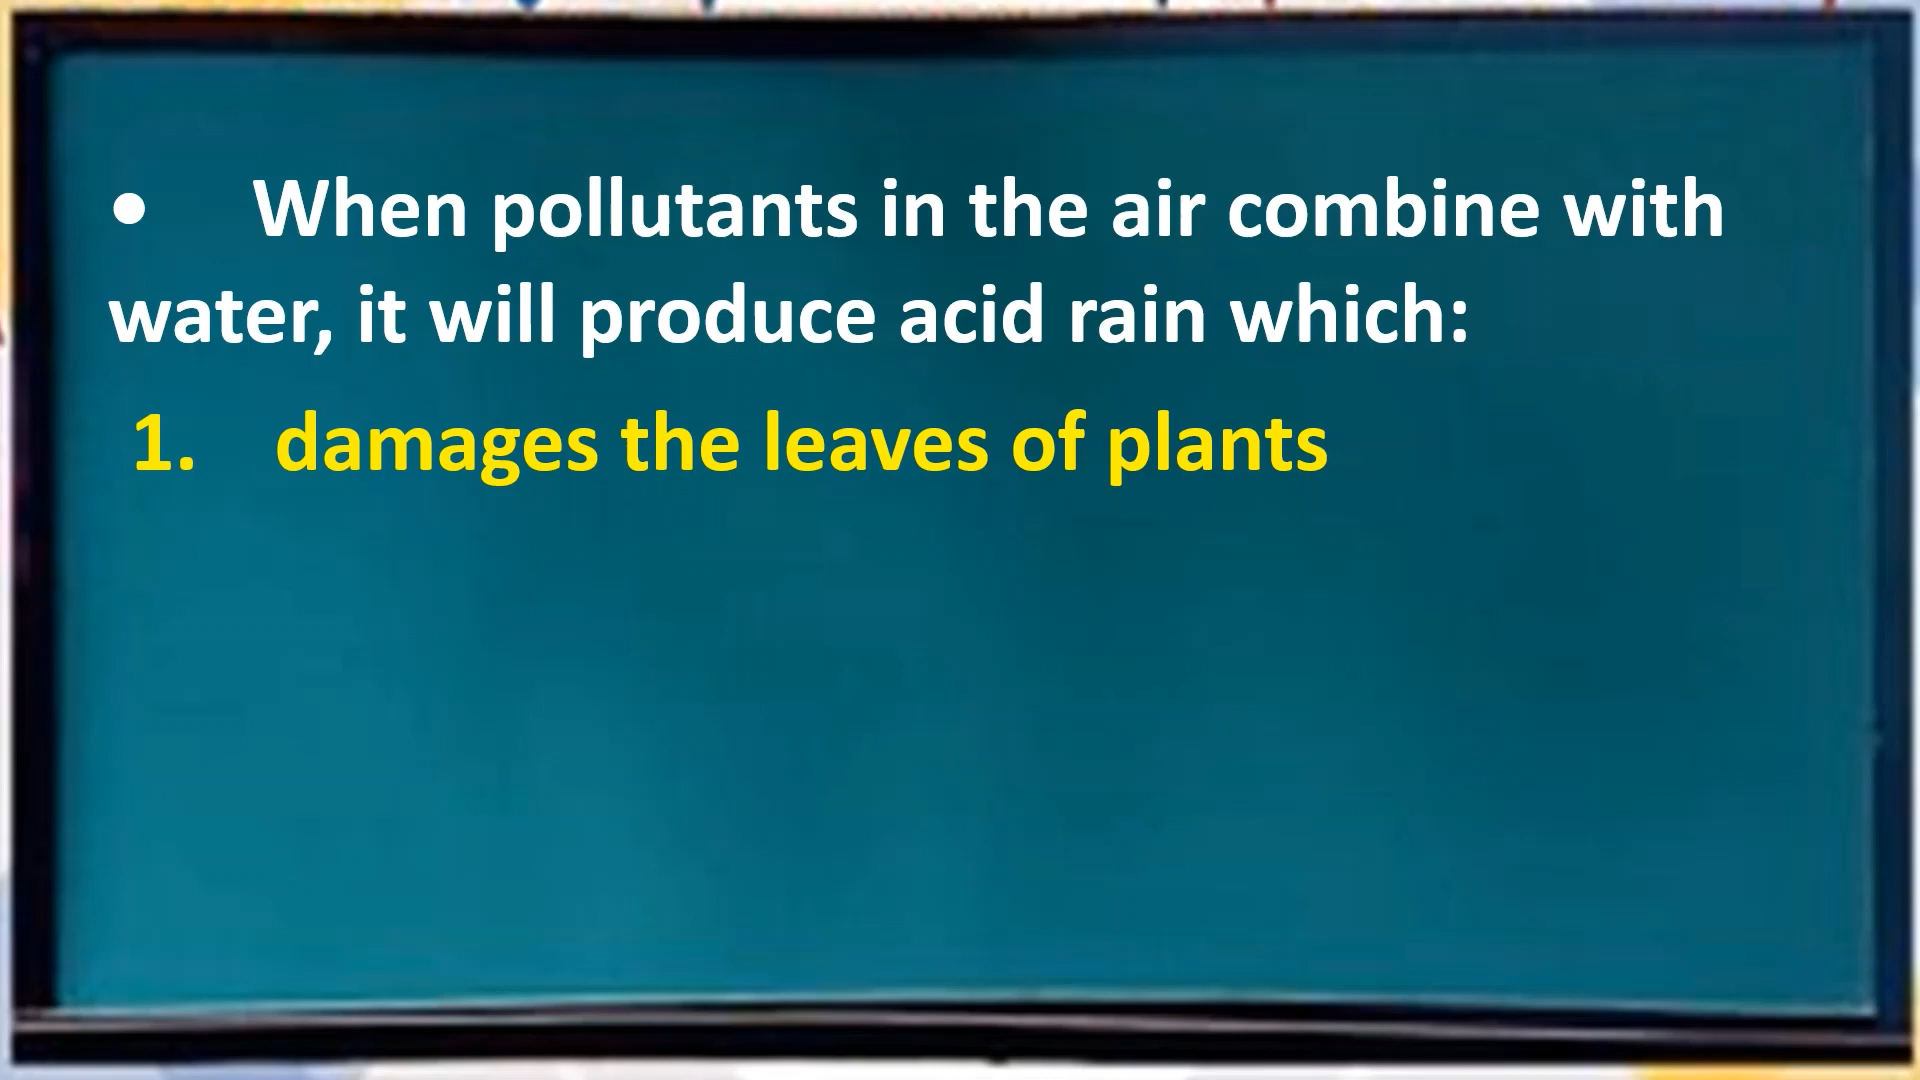 • When pollutants in the air combine with
water, it will produce acid rain which:
1. damages the leaves of plants